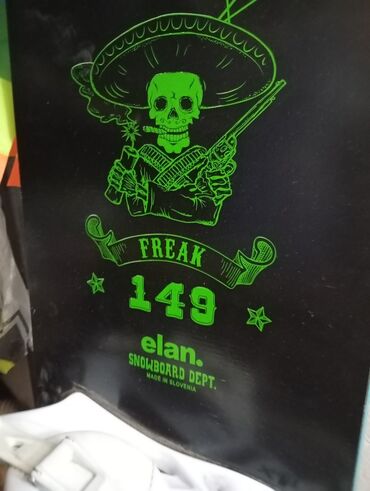 FREAK
149
elan.
SNOWBOARD DEPT.
MADE IN SLOVENIA